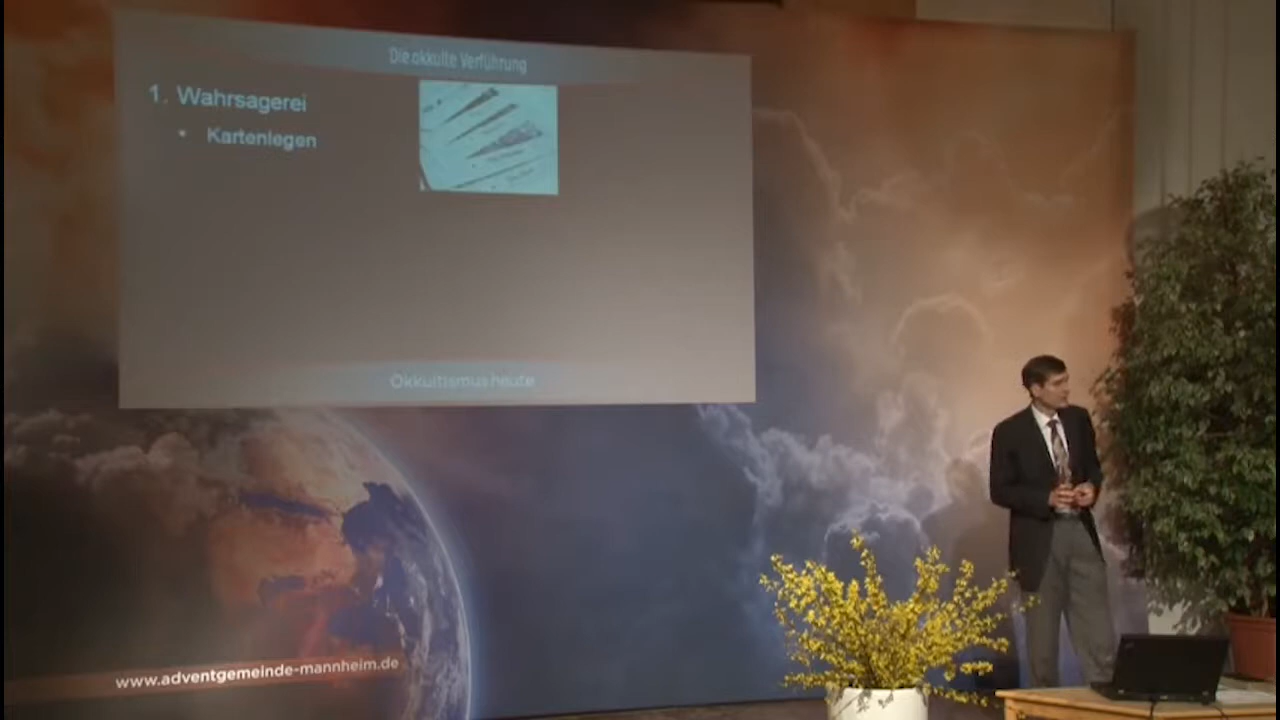 Die okkulte Verführung
1. Wahrsagerei
• Kartenlegen
Okkultismus heute
www.adventgemeinde-mannheim.de